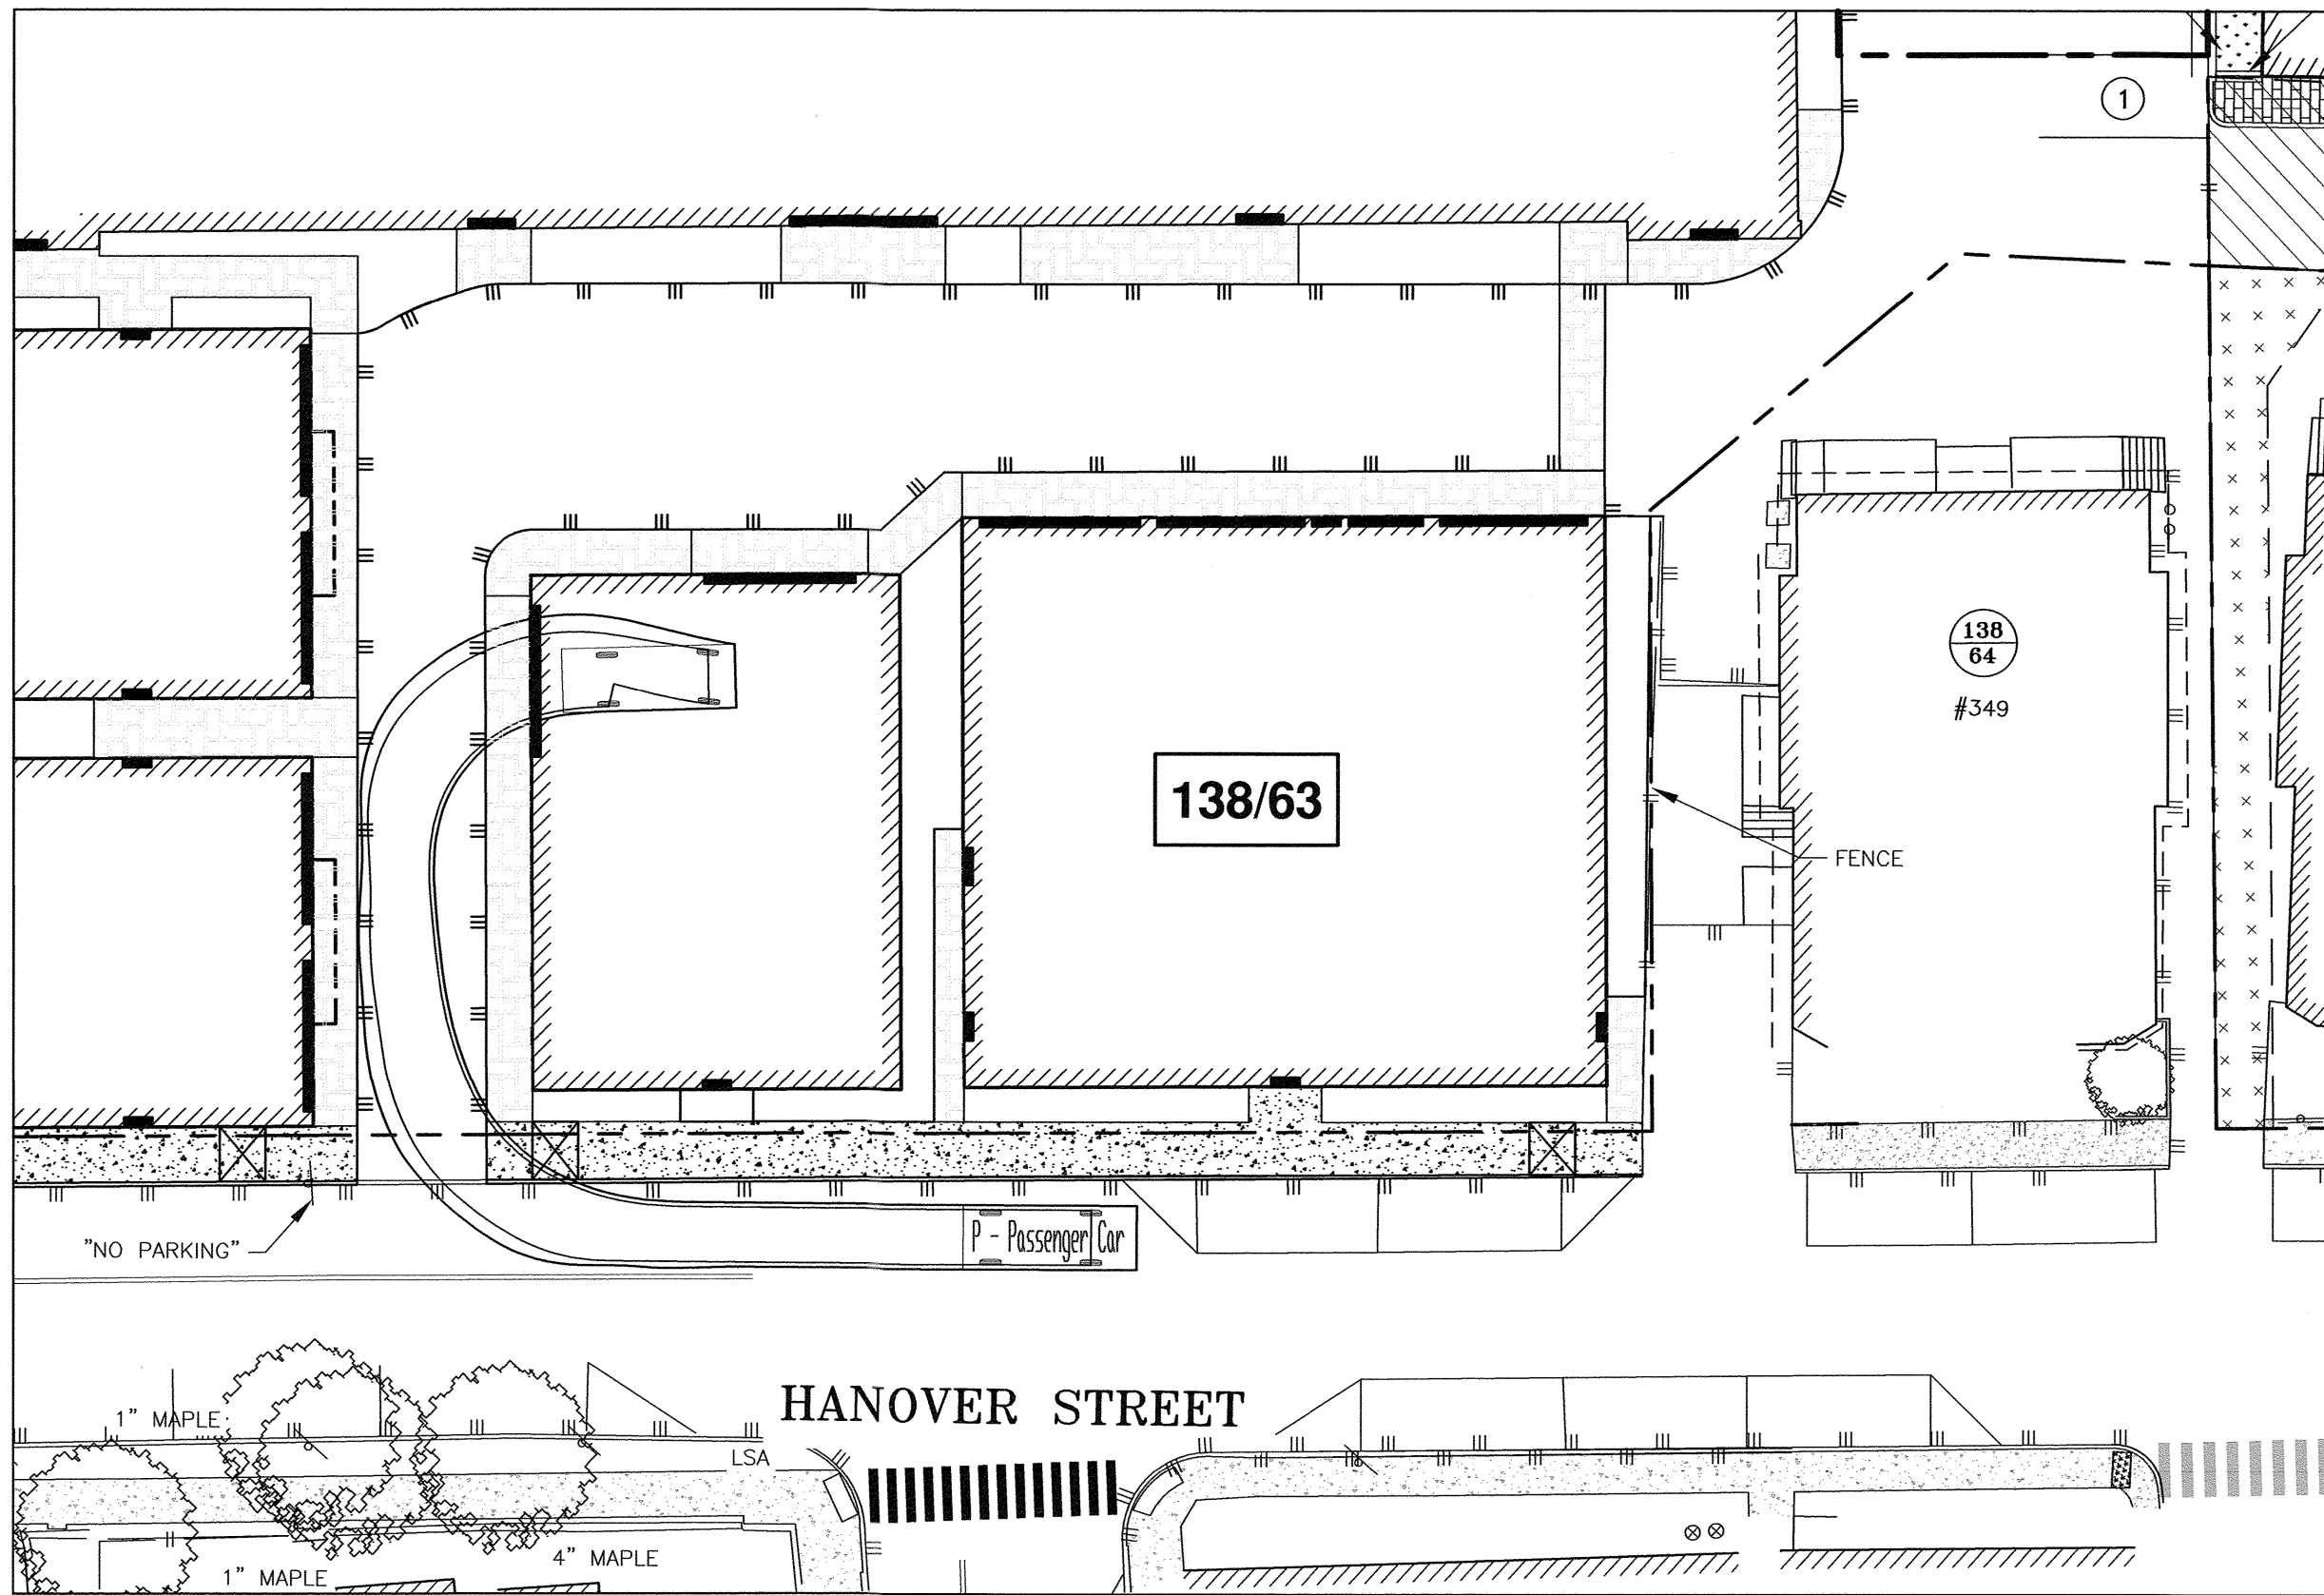 1
138
64
#349
138/63
FENCE
P - Passenger Car
"NO PARKING"
HANOVER STREET
1" MAPLE
LSA
4" MAPLE
1" MAPLE